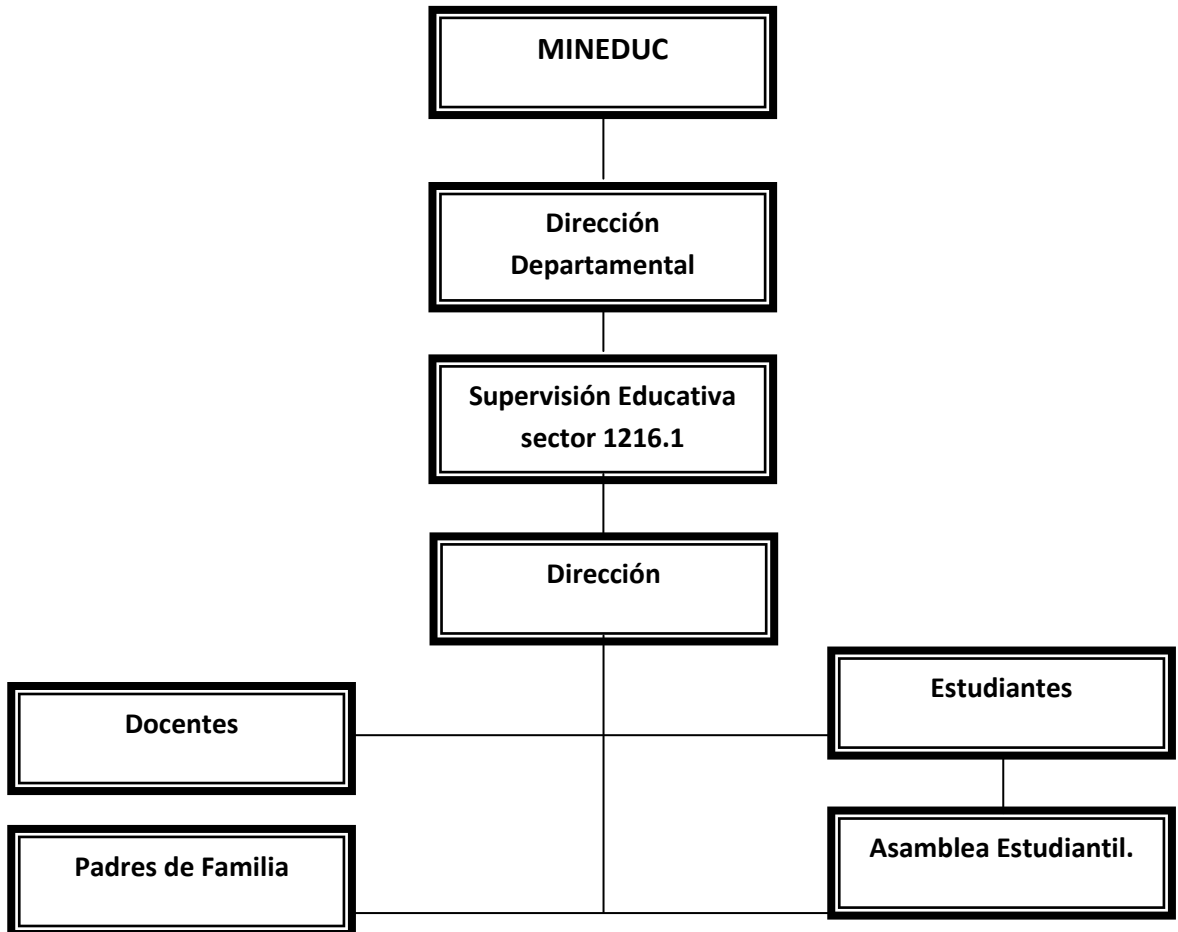 MINEDUC
Dirección
Departamental
Supervisión Educativa
sector 1216.1
Dirección
Estudiantes
Docentes
Asamblea Estudiantil.
Padres de Familia